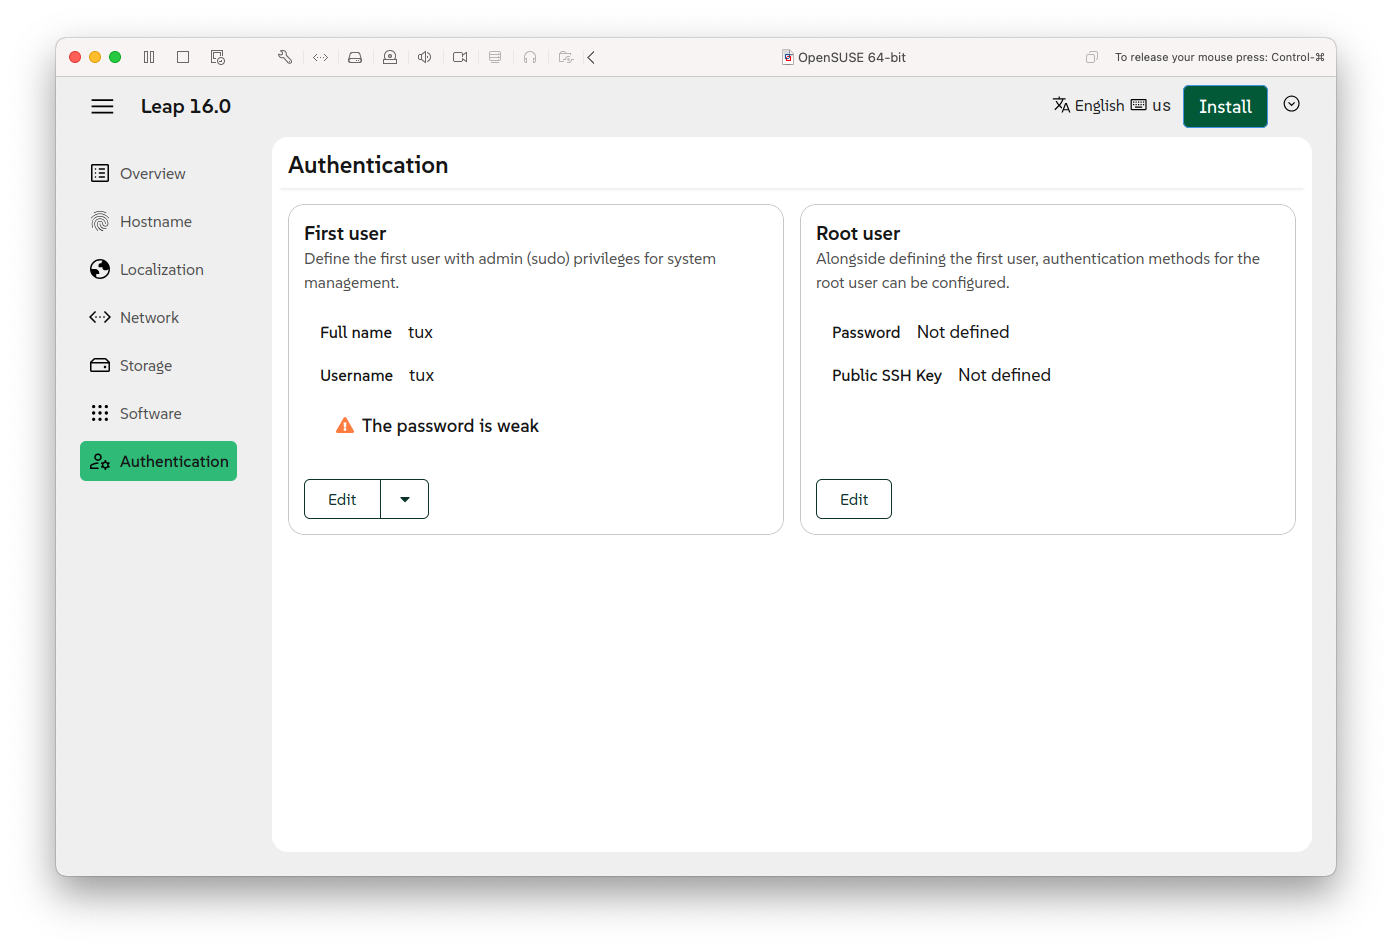 OpenSUSE 64-bit
To release your mouse press: Control-⌘
Leap 16.0
English us
Install
Overview
Hostname
Localization
Network
Storage
Software
Authentication
Authentication
First user
Define the first user with admin (sudo) privileges for system
management.
Full name tux
Username tux
The password is weak
Edit
Root user
Alongside defining the first user, authentication methods for the
root user can be configured.
Password Not defined
Public SSH Key Not defined
Edit